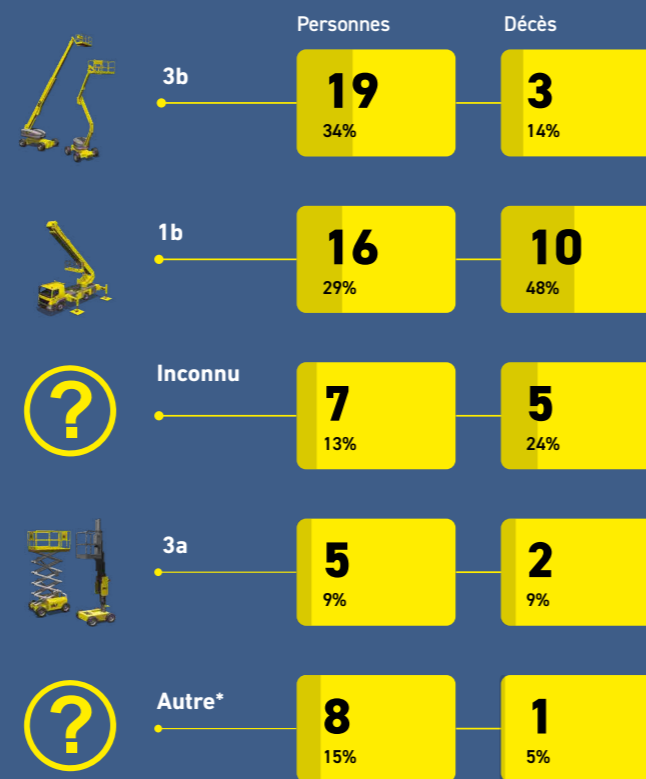 Personnes Décès
3b
19 3
34% 14%
1b
16 10
29% 48%
?
Inconnu
7 5
13% 24%
3a
5 2
9% 9%
?
Autre*
8 1
15% 5%